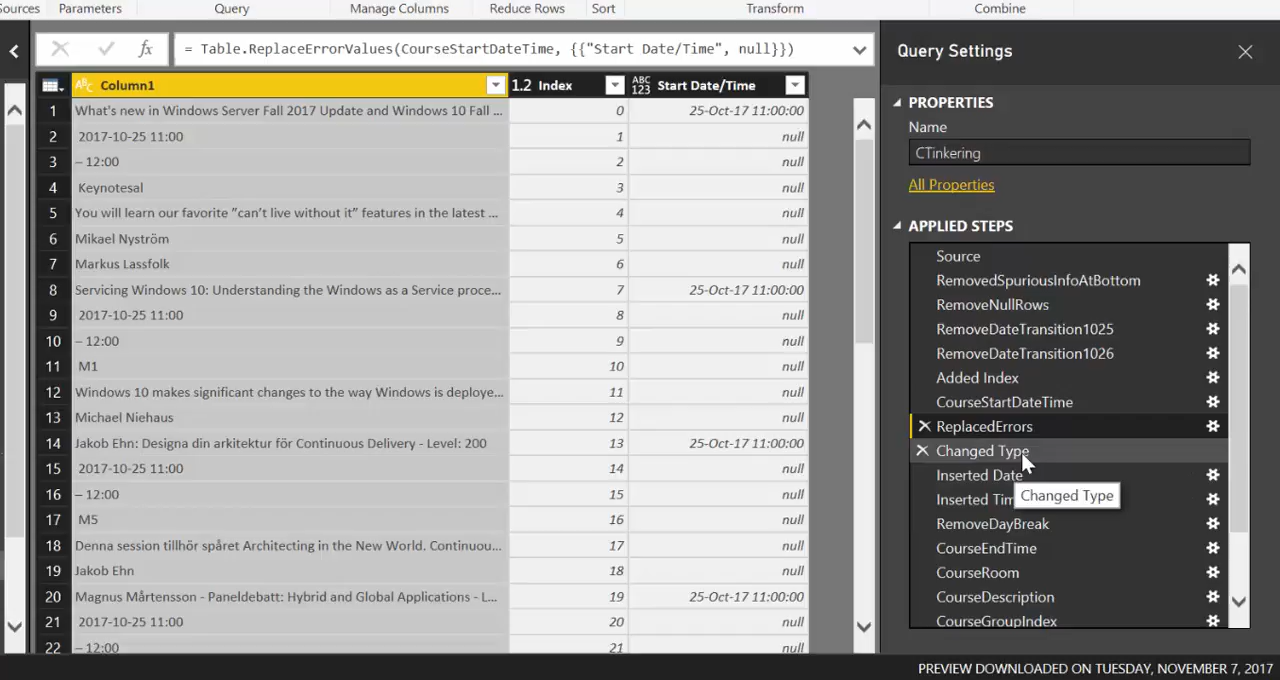 ources Parameters Query Manage Columns Reduce Rows Sort Transform Combine
fx = Table.ReplaceErrorValues(CourseStartDateTime, {{"Start Date/Time", null}})
ABC Column1 1.2 Index ABC 123 Start Date/Time
1 What's new in Windows Server Fall 2017 Update and Windows 10 Fall ... 0 25-Oct-17 11:00:00
2 2017-10-25 11:00 1 null
3 – 12:00 2 null
4 Keynotesal 3 null
5 You will learn our favorite ”can’t live without it” features in the latest ... 4 null
6 Mikael Nyström 5 null
7 Markus Lassfolk 6 null
8 Servicing Windows 10: Understanding the Windows as a Service proce... 7 25-Oct-17 11:00:00
9 2017-10-25 11:00 8 null
10 – 12:00 9 null
11 M1 10 null
12 Windows 10 makes significant changes to the way Windows is deploye... 11 null
13 Michael Niehaus 12 null
14 Jakob Ehn: Designa din arkitektur för Continuous Delivery - Level: 200 13 25-Oct-17 11:00:00
15 2017-10-25 11:00 14 null
16 – 12:00 15 null
17 M5 16 null
18 Denna session tillhör spåret Architecting in the New World. Continuou... 17 null
19 Jakob Ehn 18 null
20 Magnus Mårtensson - Paneldebatt: Hybrid and Global Applications - L... 19 25-Oct-17 11:00:00
21 2017-10-25 11:00 20 null
22 – 12:00 21 null
Query Settings
PROPERTIES
Name
CTinkering
All Properties
APPLIED STEPS
Source
RemovedSpuriousInfoAtBottom
RemoveNullRows
RemoveDateTransition1025
RemoveDateTransition1026
Added Index
CourseStartDateTime
ReplacedErrors
Changed Type
Inserted Date
Changed Type
Inserted Tim
RemoveDayBreak
CourseEndTime
CourseRoom
CourseDescription
CourseGroupIndex
PREVIEW DOWNLOADED ON TUESDAY, NOVEMBER 7, 2017